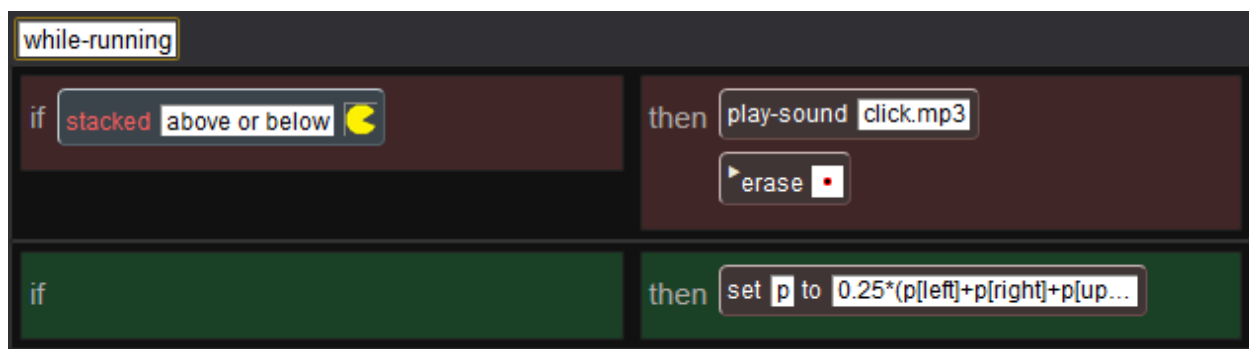 while-running
if stacked above or below then play-sound click.mp3
erase
if then set p to 0.25*(p[left]+p[right]+p[up...